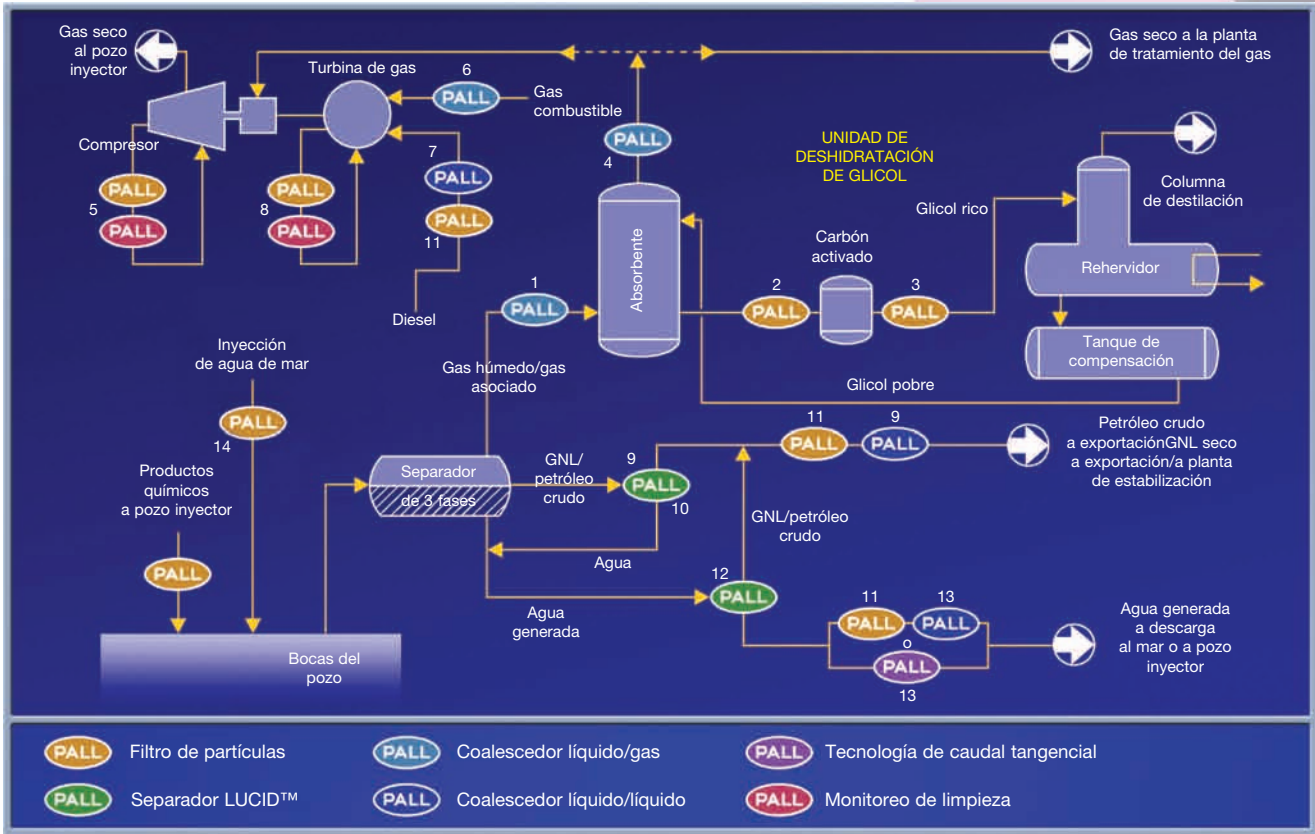 Gas seco
al pozo
inyector
Turbina de gas
6
PALL
Gas
combustible
Gas seco a la planta
de tratamiento del gas
Compresor
PALL
5
PALL
PALL
8
PALL
7
PALL
PALL
11
Diesel
PALL
4
UNIDAD DE
DESHIDRATACIÓN
DE GLICOL
Absorbente
1
PALL
Gas húmedo/gas
asociado
2
PALL
Carbón
activado
3
PALL
Glicol rico
Columna
de destilación
Rehervidor
Tanque de
compensación
Glicol pobre
Inyección
de agua de mar
PALL
14
Productos
químicos
a pozo inyector
PALL
Bocas del
pozo
Separador
de 3 fases
GNL/
petróleo
crudo
9
PALL
10
Agua
Agua
generada
GNL/petróleo
crudo
11
PALL
9
PALL
Petróleo crudo
a exportaciónGNL seco
a exportación/a planta
de estabilización
12
PALL
11
PALL
13
PALL
o
PALL
13
Agua generada
a descarga
al mar o a pozo
inyector
PALL Filtro de partículas
PALL Coalescedor líquido/gas
PALL Tecnología de caudal tangencial
PALL Separador LUCID™
PALL Coalescedor líquido/líquido
PALL Monitoreo de limpieza